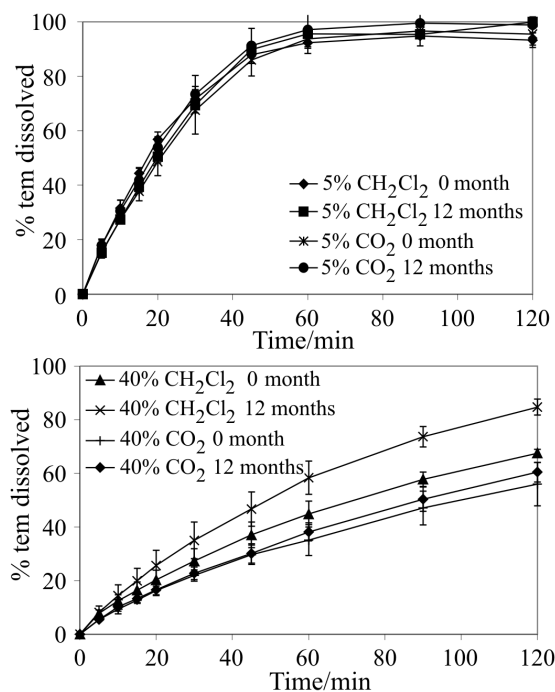 100
80
60
40
20
0
% tem dissolved
5% CH₂Cl₂ 0 month
5% CH₂Cl₂ 12 months
5% CO₂ 0 month
5% CO₂ 12 months
0 20 40 60 80 100 120
Time/min
100
80
60
40
20
0
% tem dissolved
40% CH₂Cl₂ 0 month
40% CH₂Cl₂ 12 months
40% CO₂ 0 month
40% CO₂ 12 months
0 20 40 60 80 100 120
Time/min